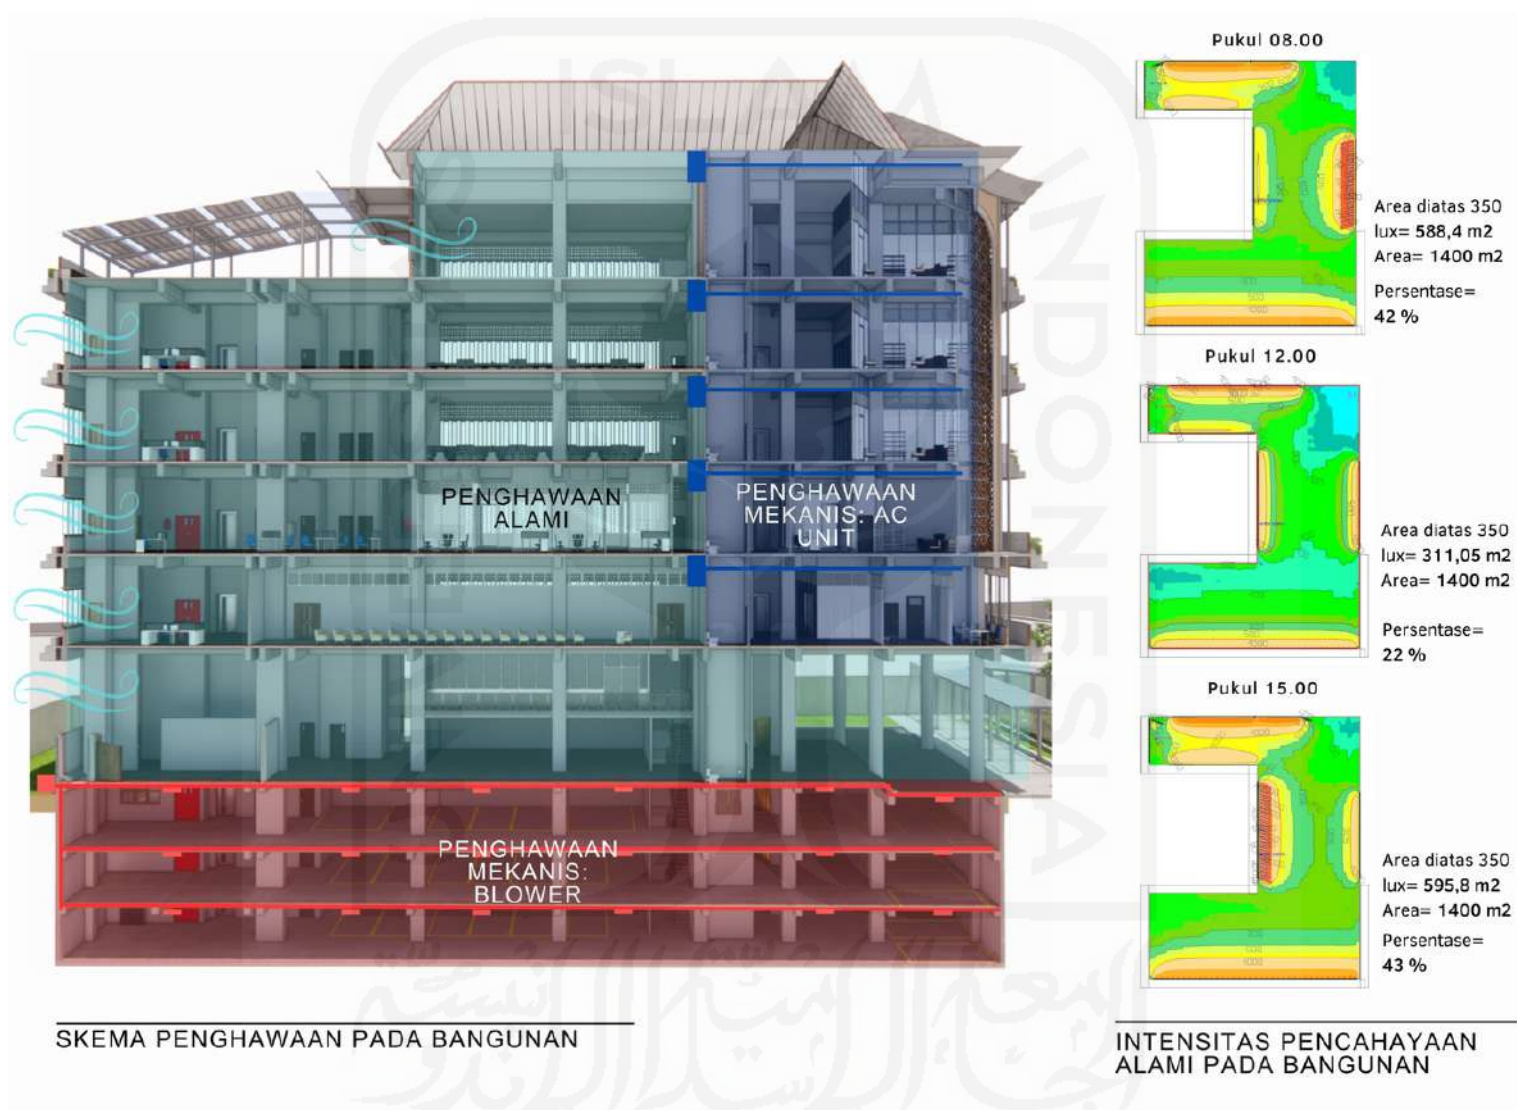 PENGHAWAAN
ALAMI
PENGHAWAAN
MEKANIS: AC
UNIT
PENGHAWAAN
MEKANIS:
BLOWER
SKEMA PENGHAWAAN PADA BANGUNAN
Pukul 08.00
Area diatas 350
lux= 588,4 m2
Area= 1400 m2
Persentase=
42 %
Pukul 12.00
Area diatas 350
lux= 311,05 m2
Area= 1400 m2
Persentase=
22 %
Pukul 15.00
Area diatas 350
lux= 595,8 m2
Area= 1400 m2
Persentase=
43 %
INTENSITAS PENCAHAYAAN
ALAMI PADA BANGUNAN
ISLAM
INDONESIA